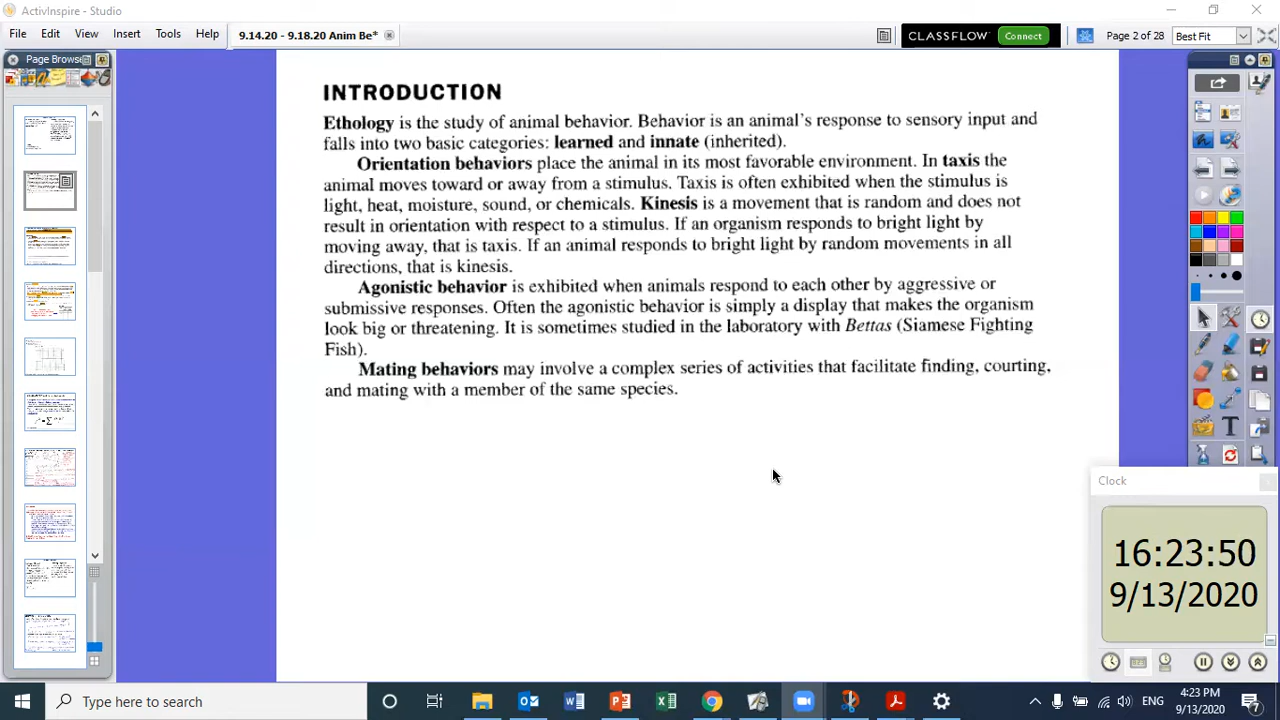 ActivInspire - Studio
File Edit View Insert Tools Help
9.14.20 - 9.18.20 Anim Be*
CLASSFLOW Connect
Page 2 of 28
Best Fit
Page Browse
INTRODUCTION
Ethology is the study of animal behavior. Behavior is an animal's response to sensory input and
falls into two basic categories: learned and innate (inherited).
Orientation behaviors place the animal in its most favorable environment. In taxis the
animal moves toward or away from a stimulus. Taxis is often exhibited when the stimulus is
light, heat, moisture, sound, or chemicals. Kinesis is a movement that is random and does not
result in orientation with respect to a stimulus. If an organism responds to bright light by
moving away, that is taxis. If an animal responds to bright light by random movements in all
directions, that is kinesis.
Agonistic behavior is exhibited when animals respond to each other by aggressive or
submissive responses. Often the agonistic behavior is simply a display that makes the organism
look big or threatening. It is sometimes studied in the laboratory with Bettas (Siamese Fighting
Fish).
Mating behaviors may involve a complex series of activities that facilitate finding, courting,
and mating with a member of the same species.
Clock
16:23:50
9/13/2020
Type here to search
ENG
4:23 PM
9/13/2020
7